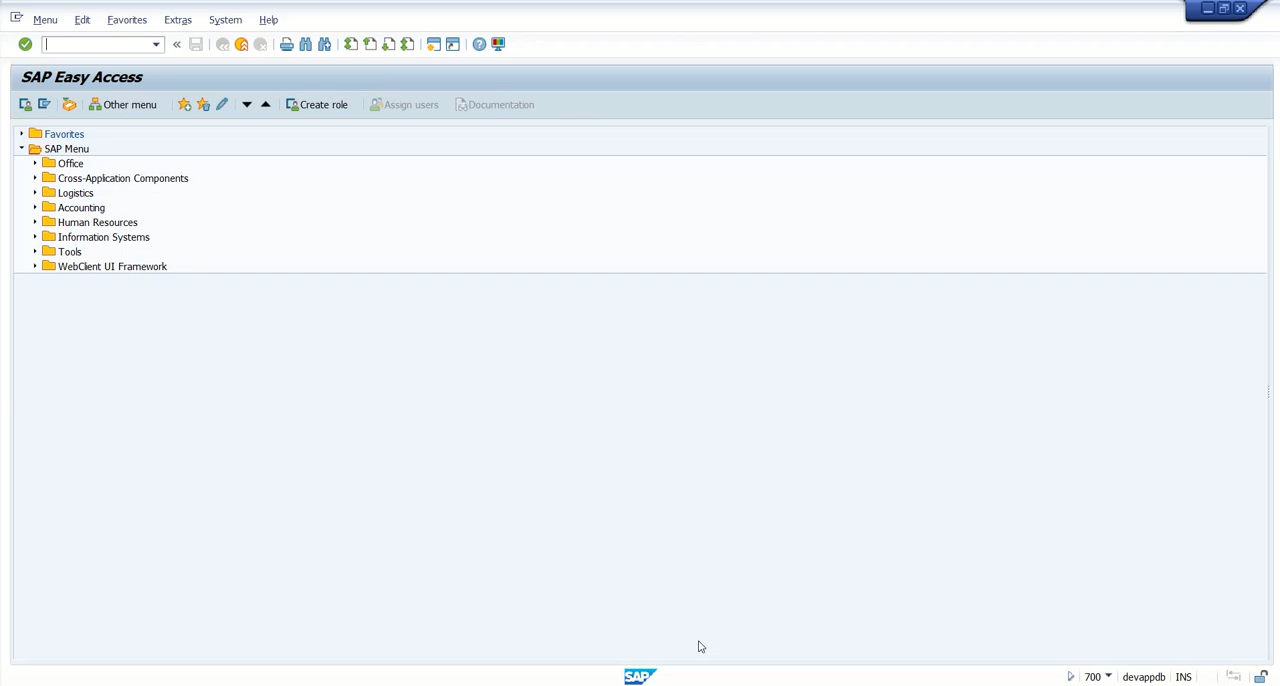 Menu Edit Favorites Extras System Help
SAP Easy Access
Other menu Create role Assign users Documentation
Favorites
SAP Menu
Office
Cross-Application Components
Logistics
Accounting
Human Resources
Information Systems
Tools
WebClient UI Framework
SAP 700 devappdb INS